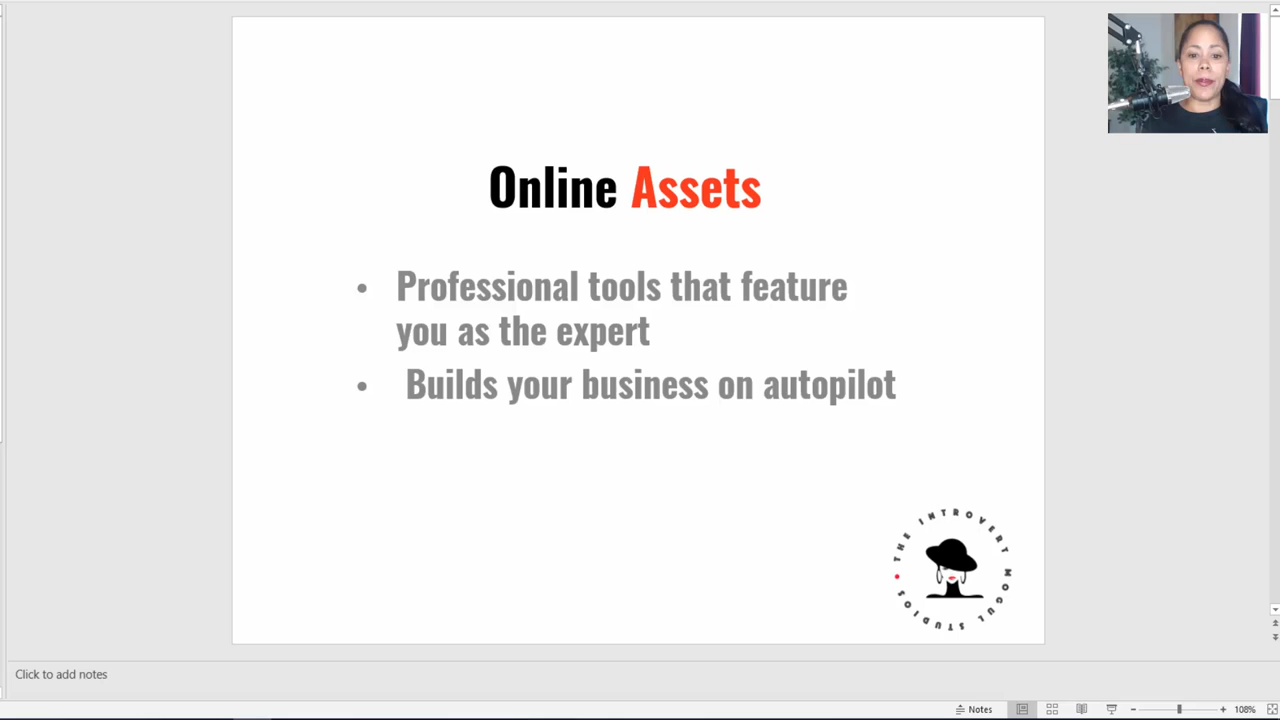 Online Assets
• Professional tools that feature
you as the expert
• Builds your business on autopilot
THE INTROVERT MOGUL STUDIOS
Click to add notes
Notes
108%